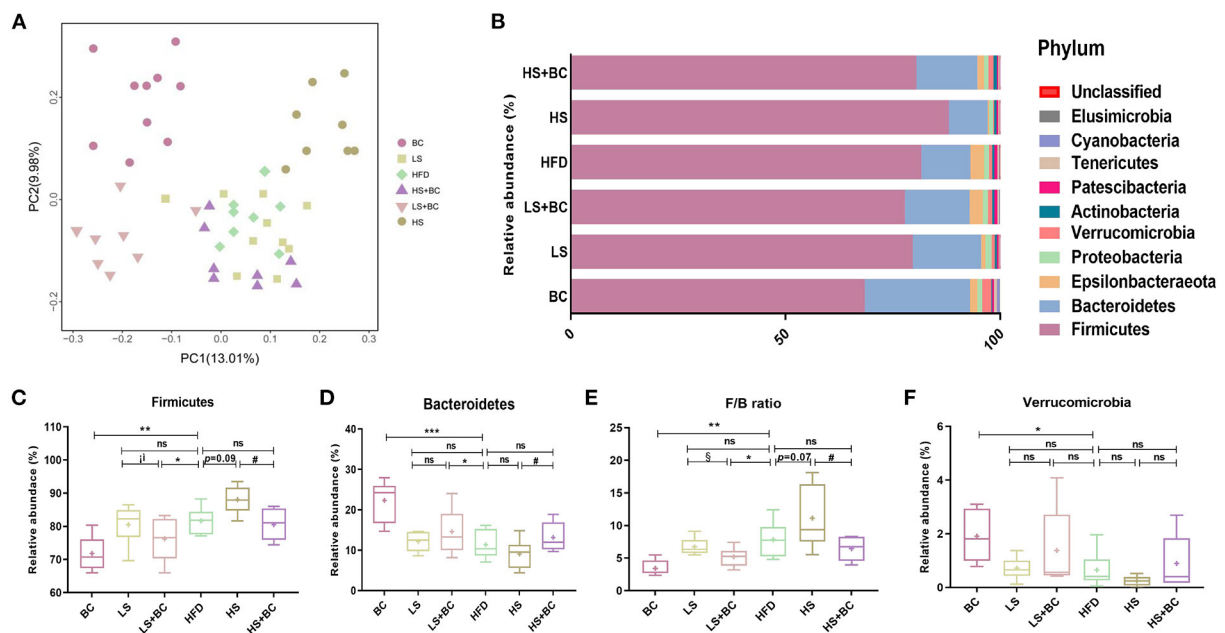 A
PC2(9.98%)
0.2
0.0
-0.2
-0.3
-0.2
-0.1
0.0
0.1
0.2
0.3
PC1(13.01%)
BC
LS
HFD
HS+BC
LS+BC
HS
B
Relative abundance (%)
HS+BC
HS
HFD
LS+BC
LS
BC
0
50
100
Phylum
Unclassified
Elusimicrobia
Cyanobacteria
Tenericutes
Patescibacteria
Actinobacteria
Verrucomicrobia
Proteobacteria
Epsilonbacteraeota
Bacteroidetes
Firmicutes
C
Firmicutes
Relative abundance (%)
110
100
90
80
70
60
**
ns
ns
¡ì
*
p=0.09
#
BC
LS
LS+BC
HFD
HS
HS+BC
D
Bacteroidetes
Relative abundance (%)
40
30
20
10
0
***
ns
ns
ns
*
ns
#
BC
LS
LS+BC
HFD
HS
HS+BC
E
F/B ratio
Relative abundance (%)
25
20
15
10
5
0
**
ns
ns
§
*
p=0.07
#
BC
LS
LS+BC
HFD
HS
HS+BC
F
Verrucomicrobia
Relative abundance (%)
6
4
2
0
*
ns
ns
ns
ns
ns
ns
BC
LS
LS+BC
HFD
HS
HS+BC